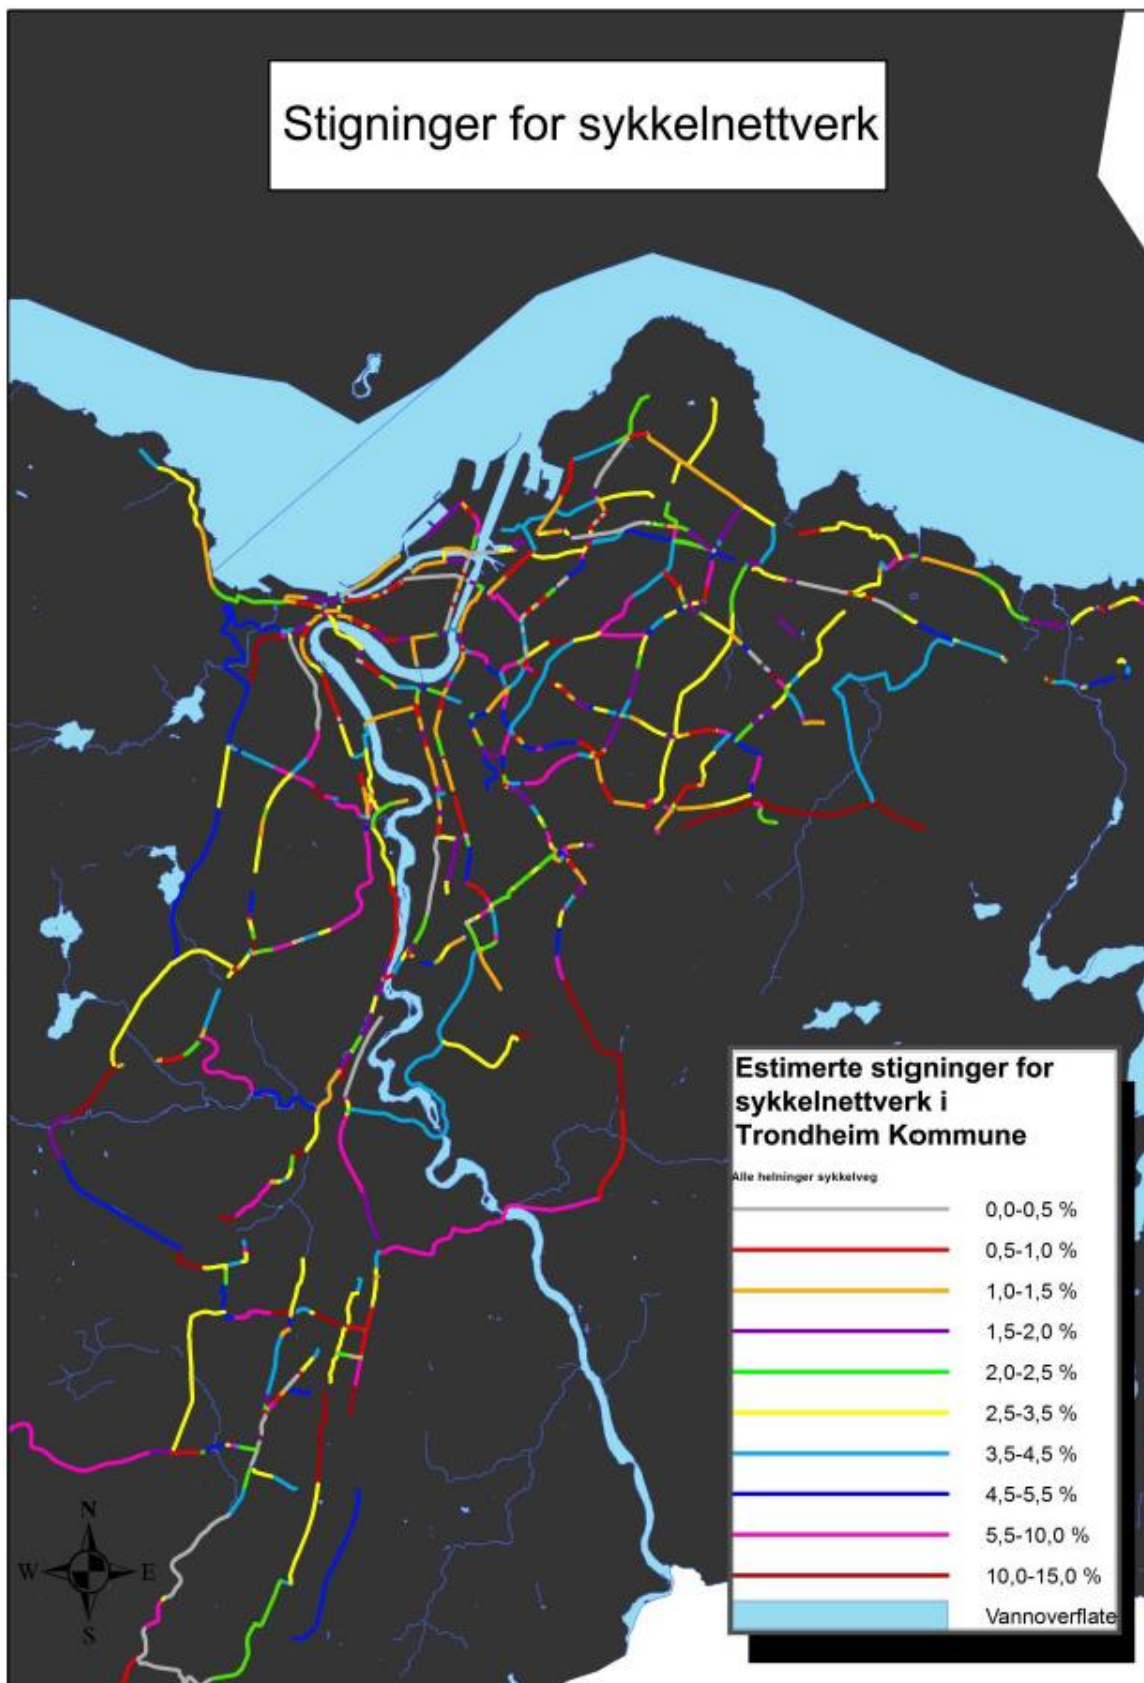 Stigninger for sykkelnettverk
Estimerte stigninger for
sykkelnettverk i
Trondheim Kommune
Alle helninger sykkelveg
0,0-0,5 %
0,5-1,0 %
1,0-1,5 %
1,5-2,0 %
2,0-2,5 %
2,5-3,5 %
3,5-4,5 %
4,5-5,5 %
5,5-10,0 %
10,0-15,0 %
Vannoverflate
N
W E
S